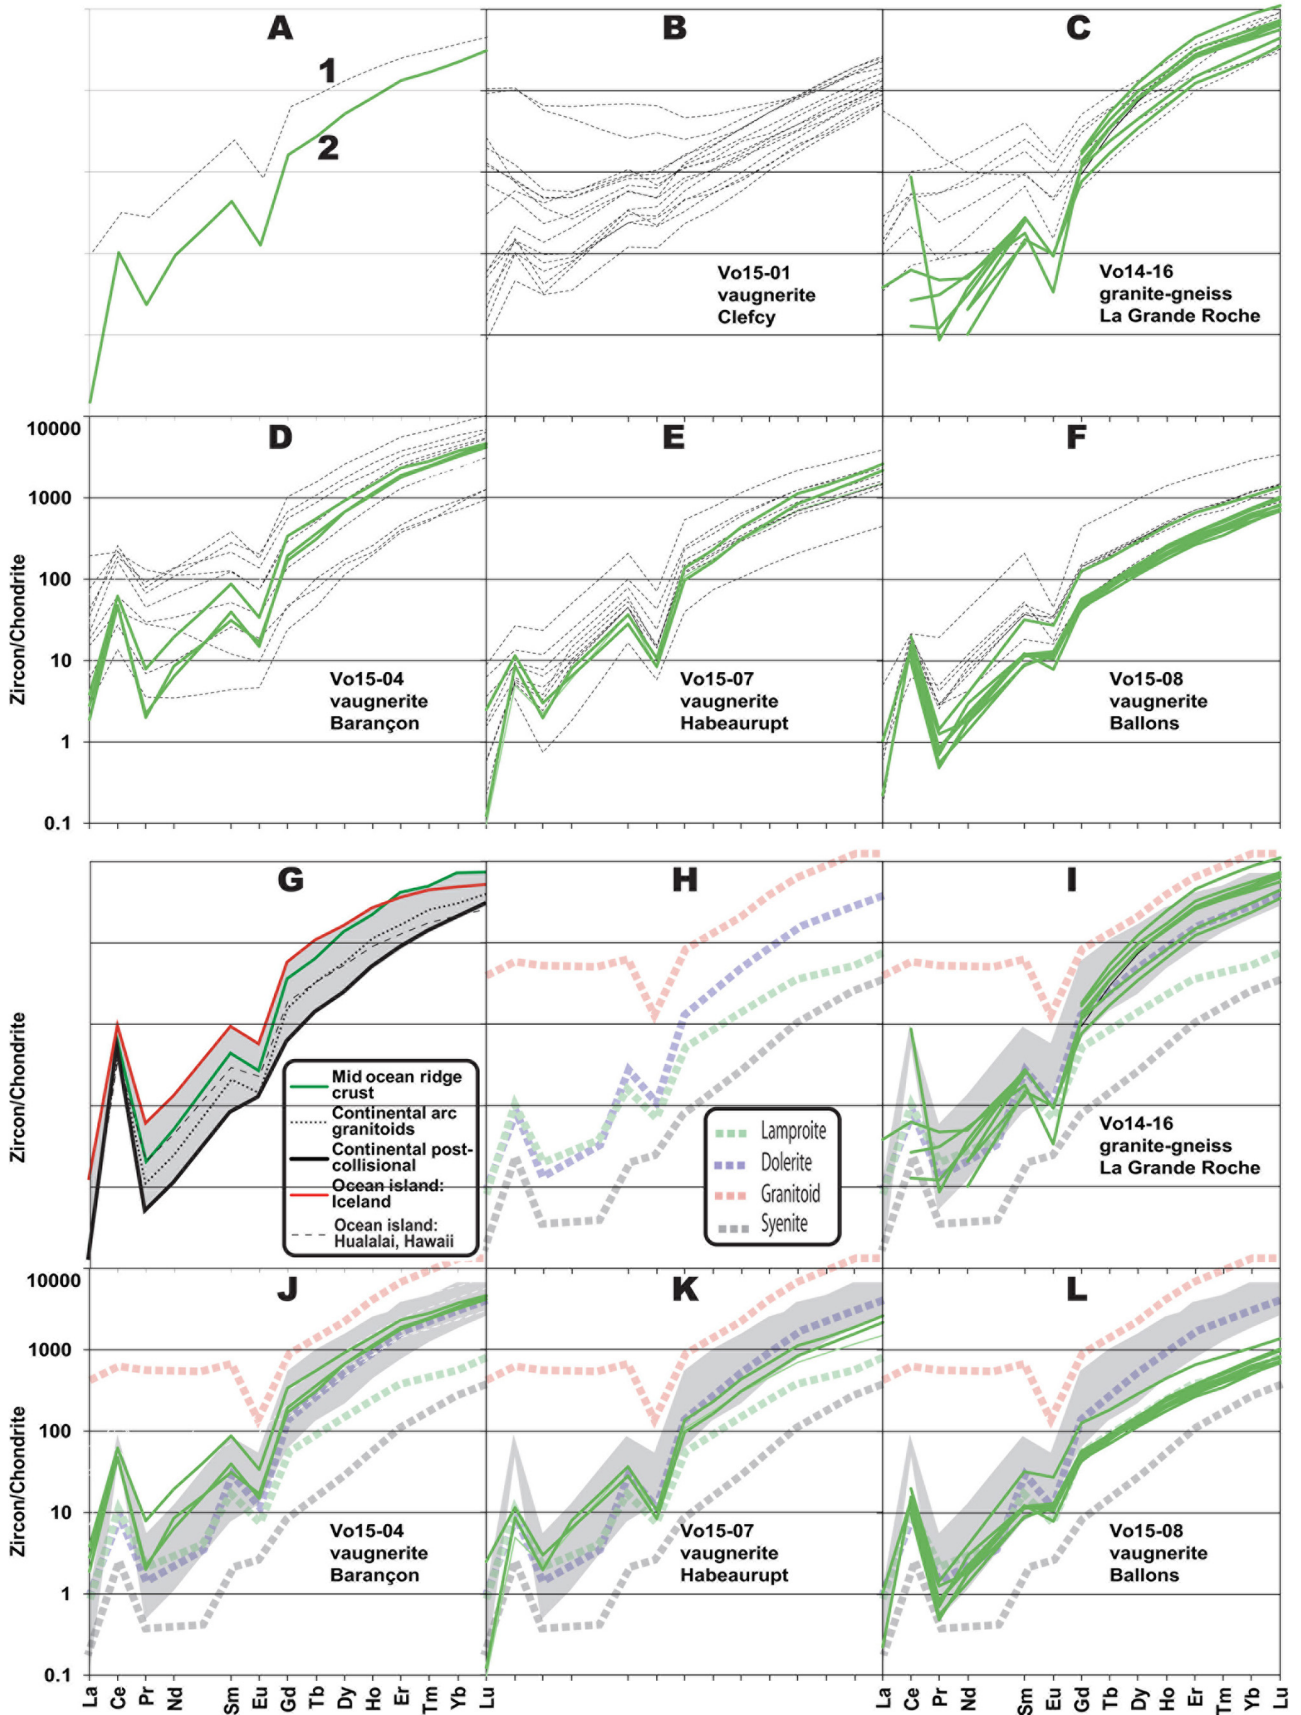 A
B
C
1
2
Vo15-01
vaugnerite
Clefcy
Vo14-16
granite-gneiss
La Grande Roche
D
E
F
10000
1000
100
10
1
0.1
Zircon/Chondrite
Vo15-04
vaugnerite
Barançon
Vo15-07
vaugnerite
Habeaurupt
Vo15-08
vaugnerite
Ballons
G
H
I
Zircon/Chondrite
Mid ocean ridge
crust
Continental arc
granitoids
Continental post-
collisional
Ocean island:
Iceland
Ocean island:
Hualalai, Hawaii
Lamproite
Dolerite
Granitoid
Syenite
Vo14-16
granite-gneiss
La Grande Roche
J
K
L
10000
1000
100
10
1
0.1
Zircon/Chondrite
Vo15-04
vaugnerite
Barançon
Vo15-07
vaugnerite
Habeaurupt
Vo15-08
vaugnerite
Ballons
La Ce Pr Nd Sm Eu Gd Tb Dy Ho Er Tm Yb Lu
La Ce Pr Nd Sm Eu Gd Tb Dy Ho Er Tm Yb Lu